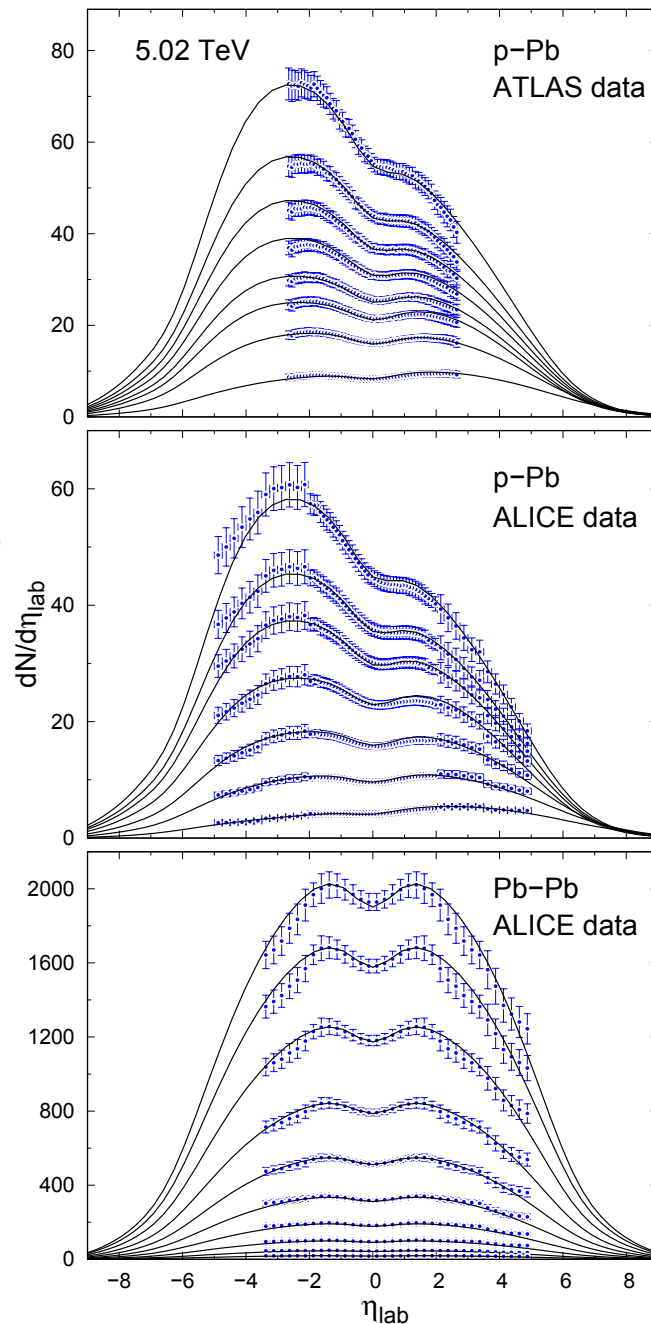 5.02 TeV
p−Pb
ATLAS data
80
60
40
20
0
p−Pb
ALICE data
60
40
20
0
dN/dη_lab
Pb−Pb
ALICE data
2000
1600
1200
800
400
0
−8 −6 −4 −2 0 2 4 6 8
η_lab